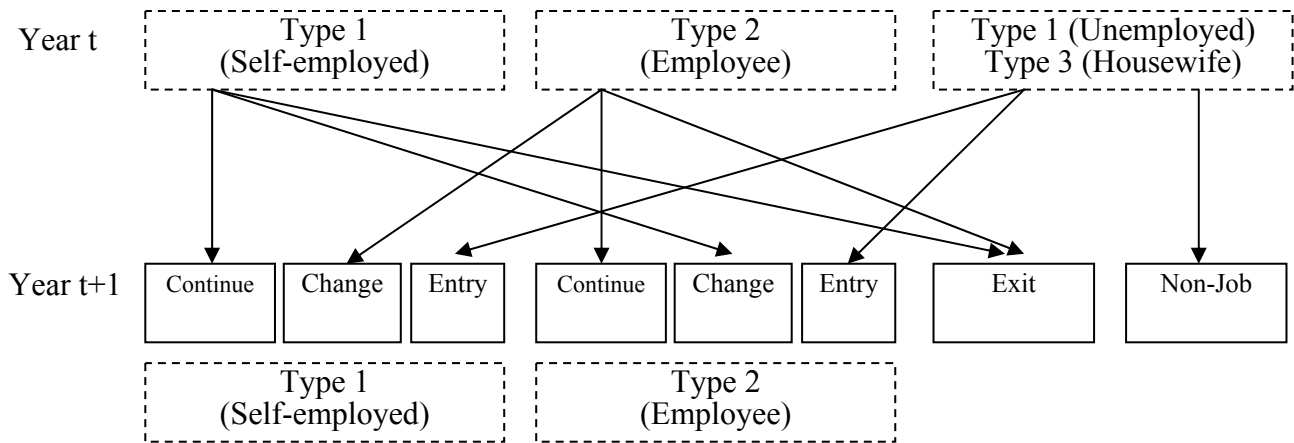 Year t
Type 1
(Self-employed)
Type 2
(Employee)
Type 1 (Unemployed)
Type 3 (Housewife)
Year t+1
Continue
Change
Entry
Continue
Change
Entry
Exit
Non-Job
Type 1
(Self-employed)
Type 2
(Employee)